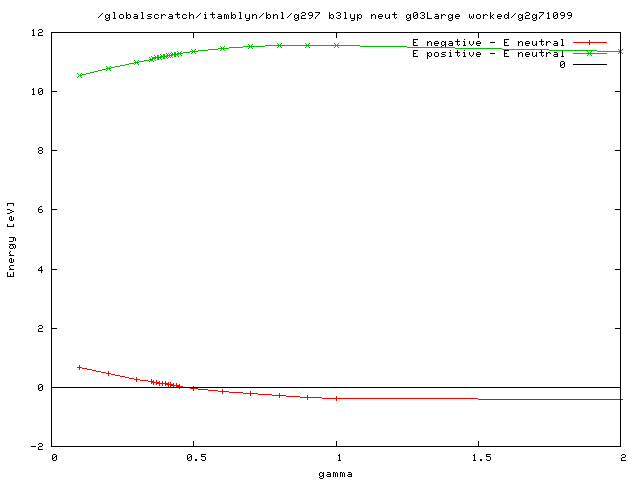 /globalscratch/itamblyn/bnl/g297 b3lyp neut g03Large worked/g2g71099
E negative - E neutral
E positive - E neutral
0
12
10
8
6
4
2
0
-2
Energy [eV]
0 0.5 1 1.5 2
gamma